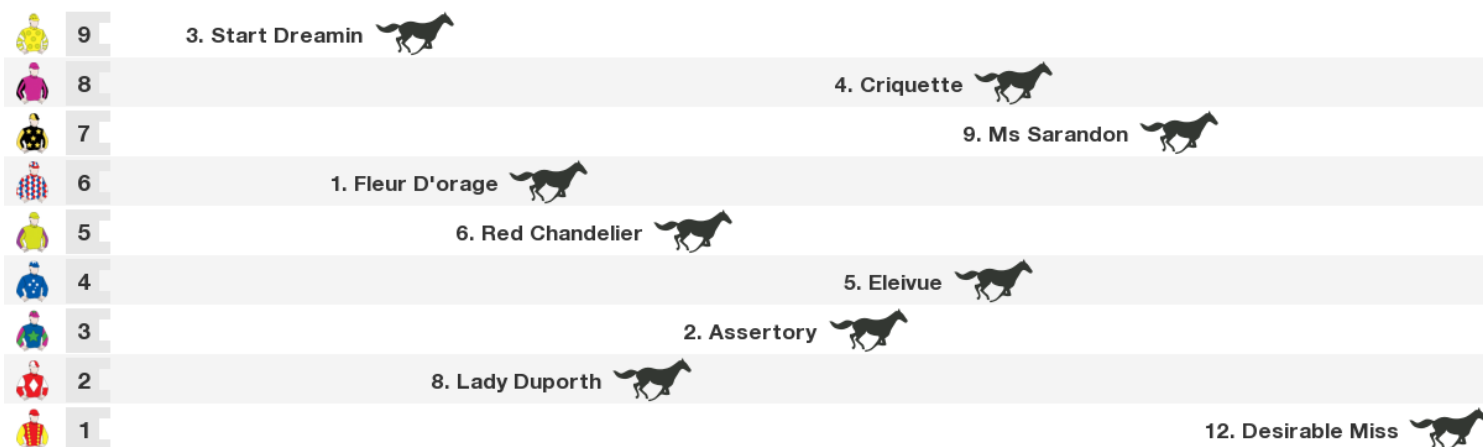 9 3. Start Dreamin
8 4. Criquette
7 9. Ms Sarandon
6 1. Fleur D'orage
5 6. Red Chandelier
4 5. Eleivue
3 2. Assertory
2 8. Lady Duporth
1 12. Desirable Miss